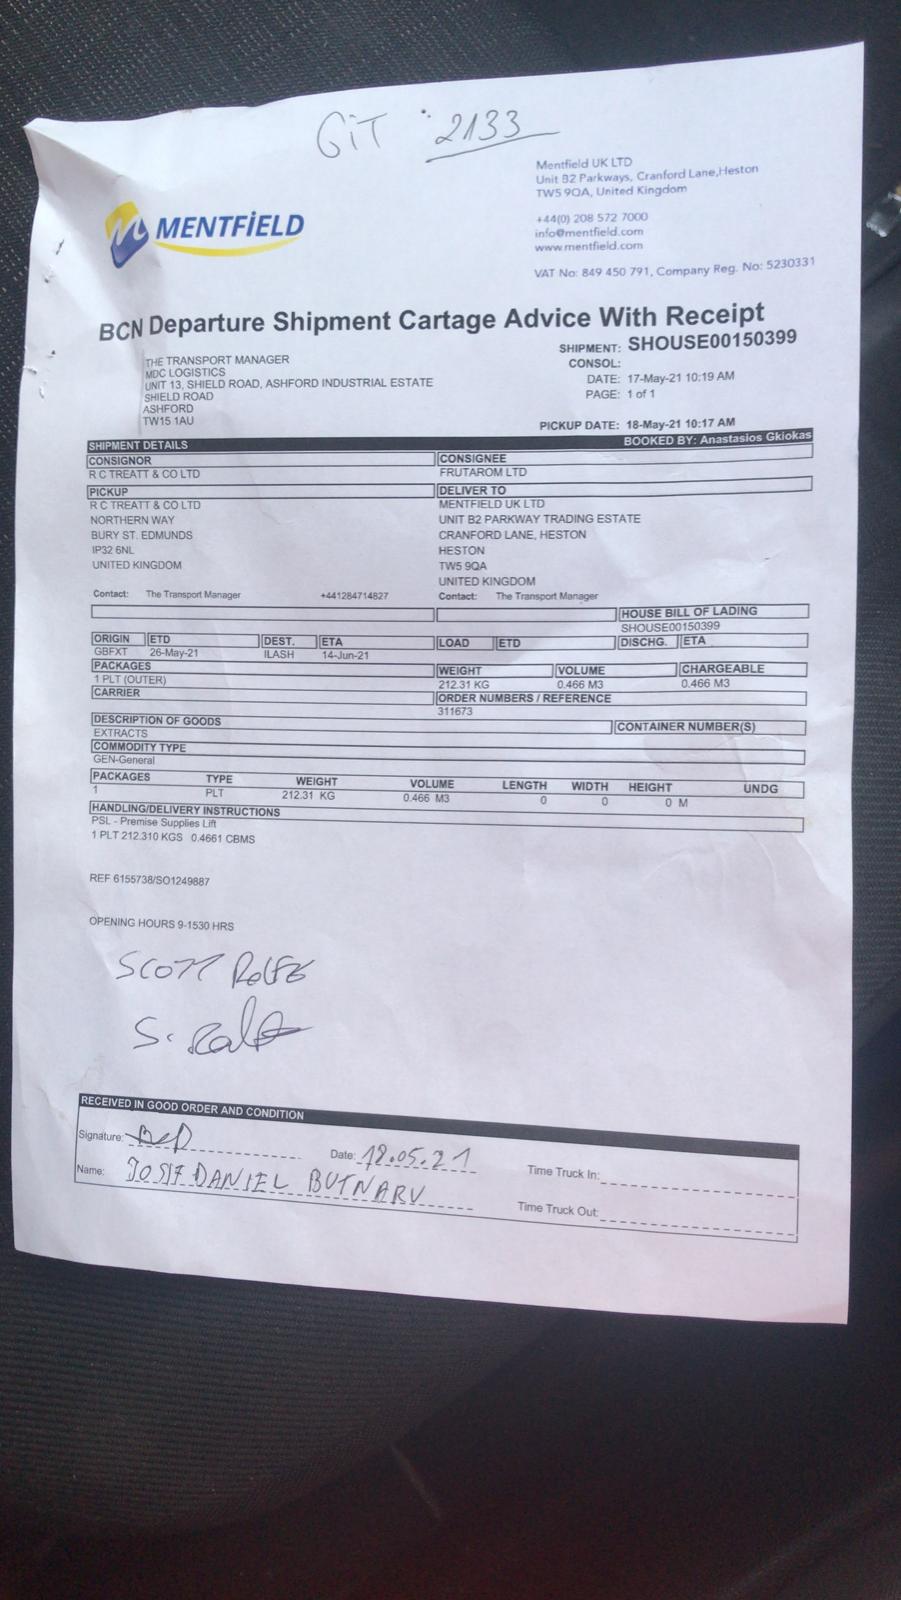 GiT : 2133
MENTFiELD
Mentfield UK LTD
Unit B2 Parkways, Cranford Lane,Heston
TW5 9QA, United Kingdom
+44(0) 208 572 7000
info@mentfield.com
www.mentfield.com
VAT No: 849 450 791, Company Reg. No: 5230331
BCN Departure Shipment Cartage Advice With Receipt
THE TRANSPORT MANAGER
MDC LOGISTICS
UNIT 13, SHIELD ROAD, ASHFORD INDUSTRIAL ESTATE
SHIELD ROAD
ASHFORD
TW15 1AU
SHIPMENT: SHOUSE00150399
CONSOL:
DATE: 17-May-21 10:19 AM
PAGE: 1 of 1
PICKUP DATE: 18-May-21 10:17 AM
SHIPMENT DETAILS BOOKED BY: Anastasios Gkiokas
CONSIGNOR CONSIGNEE
R C TREATT & CO LTD FRUTAROM LTD
PICKUP DELIVER TO
R C TREATT & CO LTD MENTFIELD UK LTD
NORTHERN WAY UNIT B2 PARKWAY TRADING ESTATE
BURY ST. EDMUNDS CRANFORD LANE, HESTON
IP32 6NL HESTON
UNITED KINGDOM TW5 9QA
UNITED KINGDOM
Contact: The Transport Manager +441284714827 Contact: The Transport Manager
HOUSE BILL OF LADING
SHOUSE00150399
ORIGIN ETD DEST. ETA LOAD ETD DISCHG. ETA
GBFXT 26-May-21 ILASH 14-Jun-21
PACKAGES WEIGHT VOLUME CHARGEABLE
1 PLT (OUTER) 212.31 KG 0.466 M3 0.466 M3
CARRIER ORDER NUMBERS / REFERENCE
311673
DESCRIPTION OF GOODS CONTAINER NUMBER(S)
EXTRACTS
COMMODITY TYPE
GEN-General
PACKAGES TYPE WEIGHT VOLUME LENGTH WIDTH HEIGHT UNDG
1 PLT 212.31 KG 0.466 M3 0 0 0 M
HANDLING/DELIVERY INSTRUCTIONS
PSL - Premise Supplies Lift
1 PLT 212.310 KGS 0.4661 CBMS
REF 6155738/SO1249887
OPENING HOURS 9-1530 HRS
SCOTT ROLFE
RECEIVED IN GOOD ORDER AND CONDITION
Signature: Date: 18.05.21 Time Truck In:
Name: IOSIF DANIEL BUTNARU Time Truck Out: